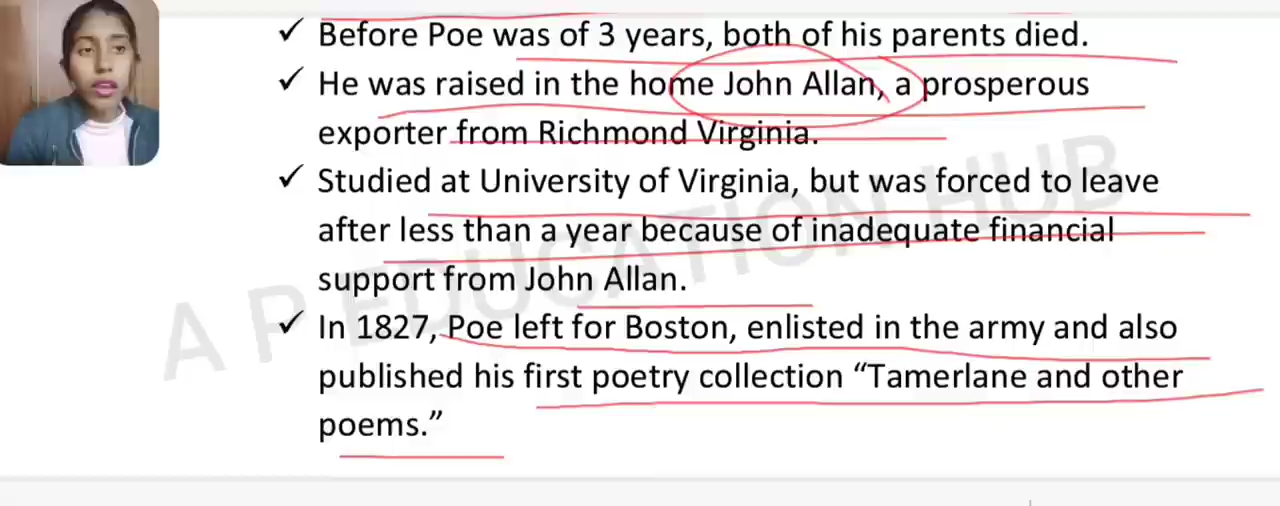 ✓ Before Poe was of 3 years, both of his parents died.
✓ He was raised in the home John Allan, a prosperous
exporter from Richmond Virginia.
✓ Studied at University of Virginia, but was forced to leave
after less than a year because of inadequate financial
support from John Allan.
✓ In 1827, Poe left for Boston, enlisted in the army and also
published his first poetry collection “Tamerlane and other
poems.”
A P EDUCATION HUB